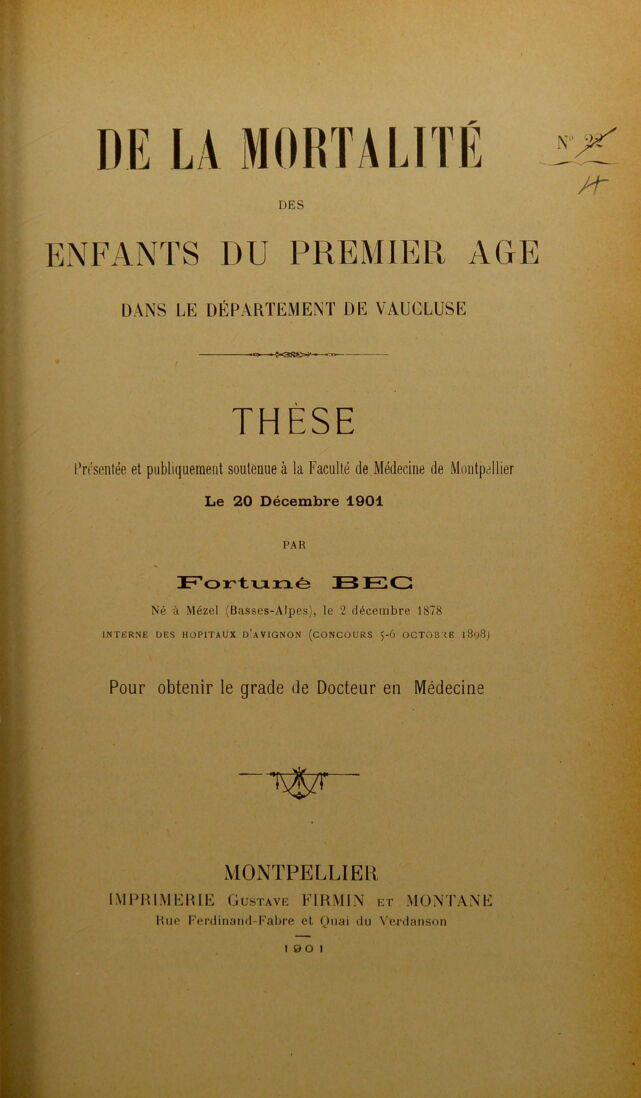 DE LA MORTALITÉ
N°
DES
ENFANTS DU PREMIER AGE
DANS LE DÉPARTEMENT DE VAUCLUSE
THÈSE
Présentée et publiquement soutenue à la Faculté de Médecine de Montpellier
Le 20 Décembre 1901
PAR
Fortuné BEC
Né à Mézel (Basses-Alpes), le 2 décembre 1878
INTERNE DES HOPITAUX D'AVIGNON (CONCOURS 5-6 OCTOBRE 1898)
Pour obtenir le grade de Docteur en Médecine
MONTPELLIER
IMPRIMERIE GUSTAVE FIRMIN ET MONTANE
Rue Ferdinand-Fabre et Quai du Verdanson
1901